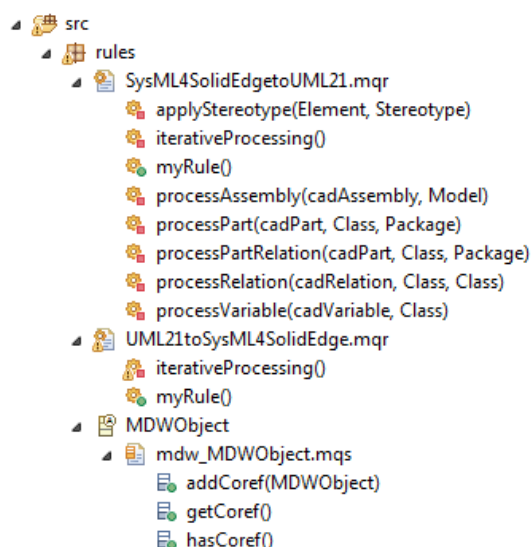 src
rules
SysML4SolidEdgetoUML21.mqr
applyStereotype(Element, Stereotype)
iterativeProcessing()
myRule()
processAssembly(cadAssembly, Model)
processPart(cadPart, Class, Package)
processPartRelation(cadPart, Class, Package)
processRelation(cadRelation, Class, Class)
processVariable(cadVariable, Class)
UML21toSysML4SolidEdge.mqr
iterativeProcessing()
myRule()
MDWObject
mdw_MDWObject.mqs
addCoref(MDWObject)
getCoref()
hasCoref()